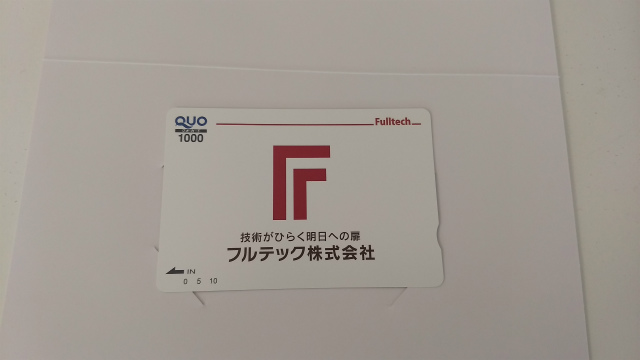 QUO
1000
Fulltech
技術がひらく明日への扉
フルテック株式会社
IN
0 5 10